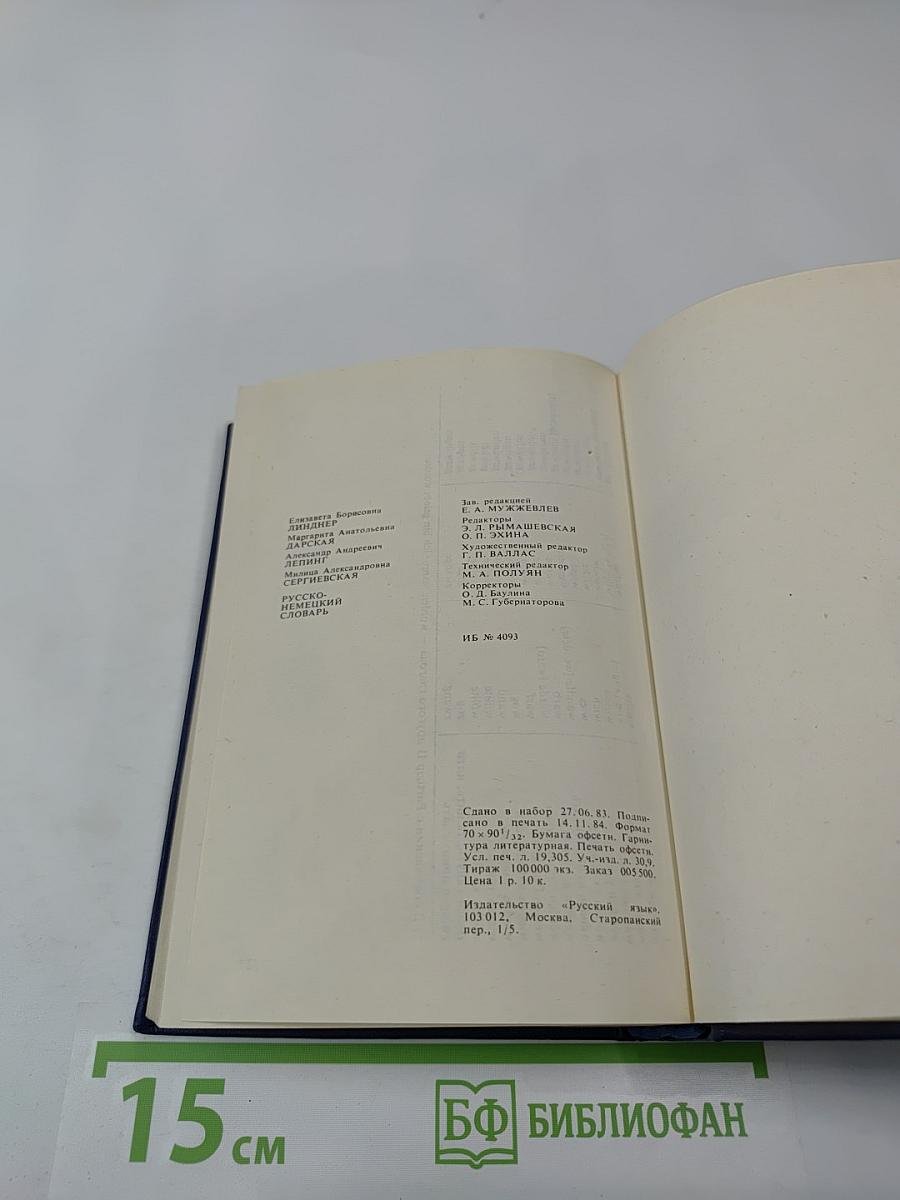 Елизавета Борисовна
ЛИНДНЕР
Маргарита Анатольевна
ДАРСКАЯ
Александр Андреевич
ЛЕПИНГ
Милица Александровна
СЕРГИЕВСКАЯ
РУССКО-
НЕМЕЦКИЙ
СЛОВАРЬ
Зав. редакцией
Е. А. МУЖЖЕВЛЕВ
Редакторы
Э. Л. РЫМАШЕВСКАЯ
О. П. ЭХИНА
Художественный редактор
Г. П. ВАЛЛАС
Технический редактор
М. А. ПОЛУЯН
Корректоры
О. Д. Баулина
М. С. Губернаторова
ИБ № 4093
Сдано в набор 27.06.83. Подпи-
сано в печать 14.11.84. Формат
70×90¹/₃₂. Бумага офсетн. Гарни-
тура литературная. Печать офсетн.
Усл. печ. л. 19,305. Уч.-изд. л. 30,9.
Тираж 100000 экз. Заказ 005500.
Цена 1 р. 10 к.
Издательство «Русский язык»,
103012, Москва, Старопанский
пер., 1/5.
15 см
БФ БИБЛИОФАН